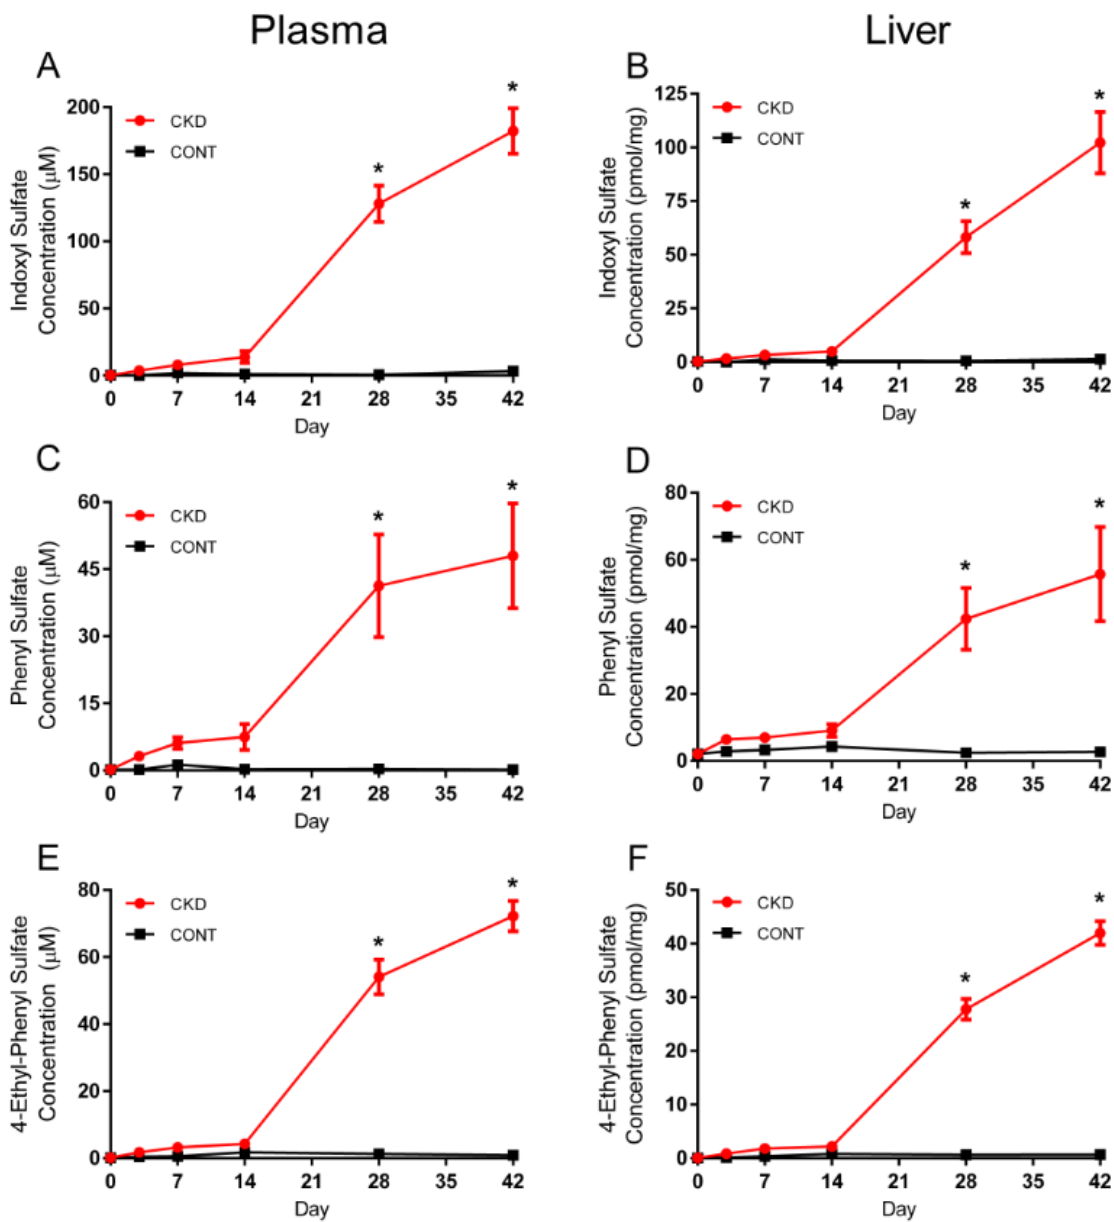 Plasma
Liver
A
Indoxyl Sulfate
Concentration (μM)
200
150
100
50
0
CKD
CONT
*
*
0 7 14 21 28 35 42
Day
B
Indoxyl Sulfate
Concentration (pmol/mg)
125
100
75
50
25
0
CKD
CONT
*
*
0 7 14 21 28 35 42
Day
C
Phenyl Sulfate
Concentration (μM)
60
45
30
15
0
CKD
CONT
*
*
0 7 14 21 28 35 42
Day
D
Phenyl Sulfate
Concentration (pmol/mg)
80
60
40
20
0
CKD
CONT
*
*
0 7 14 21 28 35 42
Day
E
4-Ethyl-Phenyl Sulfate
Concentration (μM)
80
60
40
20
0
CKD
CONT
*
*
0 7 14 21 28 35 42
Day
F
4-Ethyl-Phenyl Sulfate
Concentration (pmol/mg)
50
40
30
20
10
0
CKD
CONT
*
*
0 7 14 21 28 35 42
Day